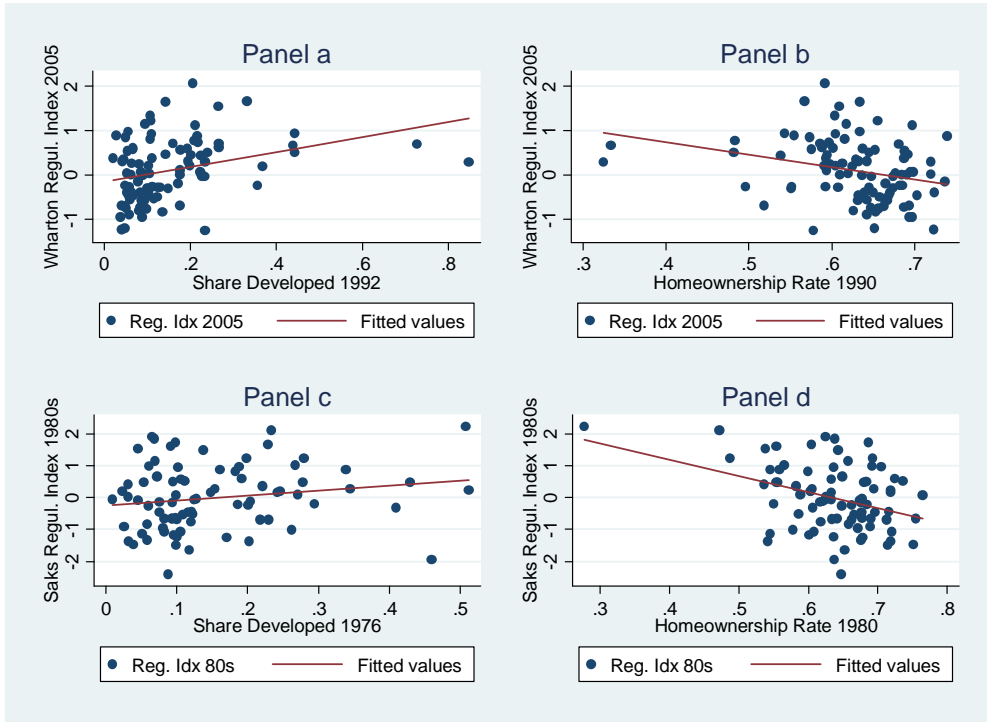 Panel a
Wharton Regul. Index 2005
2
1
0
-1
0 .2 .4 .6 .8
Share Developed 1992
Reg. Idx 2005 Fitted values
Panel b
Wharton Regul. Index 2005
2
1
0
-1
.3 .4 .5 .6 .7
Homeownership Rate 1990
Reg. Idx 2005 Fitted values
Panel c
Saks Regul. Index 1980s
2
1
0
-1
-2
0 .1 .2 .3 .4 .5
Share Developed 1976
Reg. Idx 80s Fitted values
Panel d
Saks Regul. Index 1980s
2
1
0
-1
-2
.3 .4 .5 .6 .7 .8
Homeownership Rate 1980
Reg. Idx 80s Fitted values